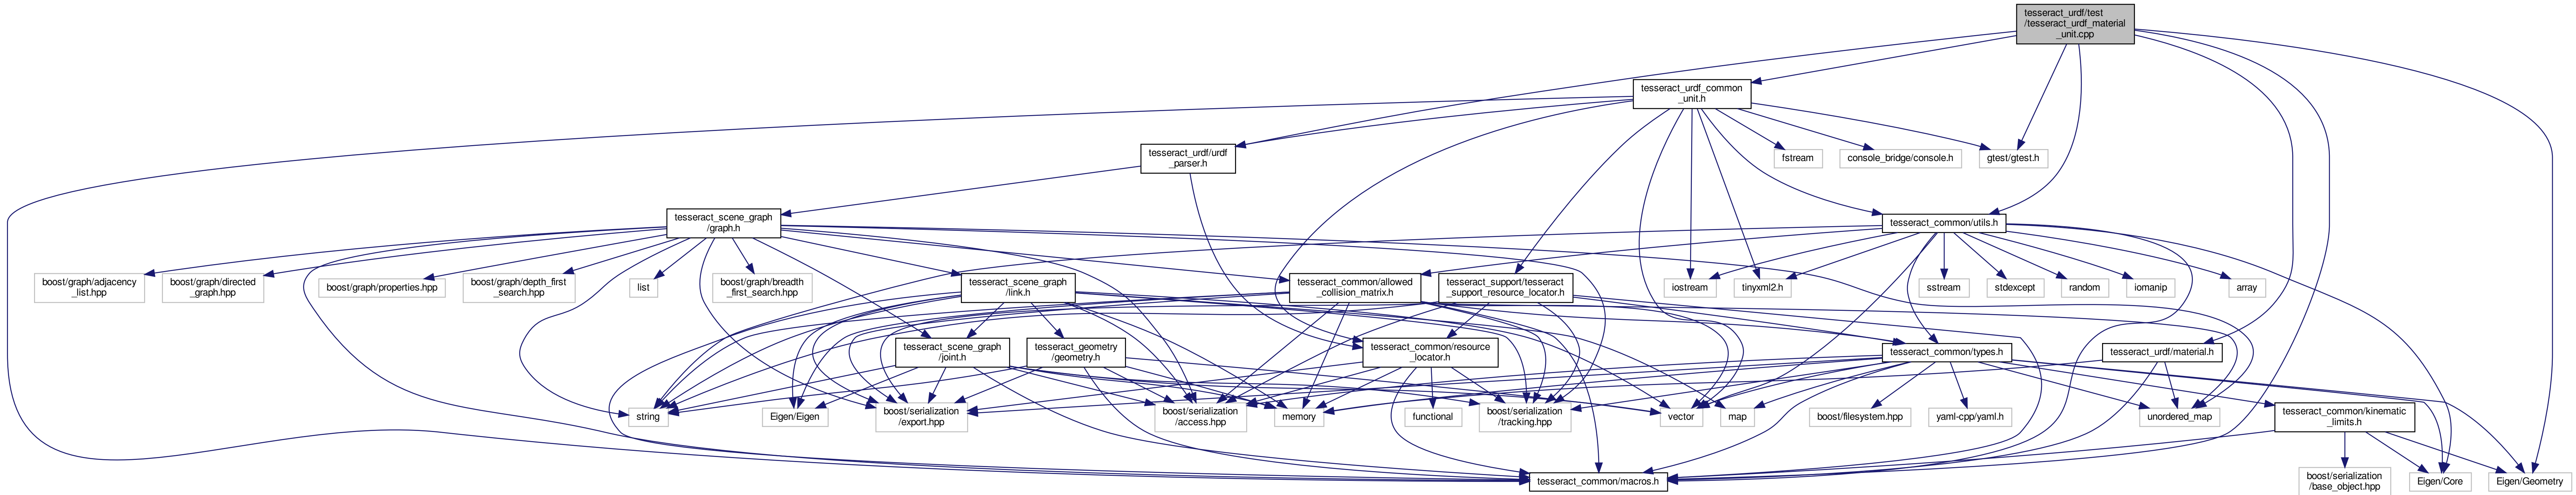 tesseract_urdf/test
/tesseract_urdf_material
_unit.cpp
tesseract_urdf_common
_unit.h
tesseract_urdf/urdf
_parser.h
fstream
console_bridge/console.h
gtest/gtest.h
tesseract_scene_graph
/graph.h
tesseract_common/utils.h
boost/graph/adjacency
_list.hpp
boost/graph/directed
_graph.hpp
boost/graph/properties.hpp
boost/graph/depth_first
_search.hpp
list
boost/graph/breadth
_first_search.hpp
tesseract_scene_graph
/link.h
tesseract_common/allowed
_collision_matrix.h
tesseract_support/tesseract
_support_resource_locator.h
iostream
tinyxml2.h
sstream
stdexcept
random
iomanip
array
tesseract_scene_graph
/joint.h
tesseract_geometry
/geometry.h
tesseract_common/resource
_locator.h
tesseract_common/types.h
tesseract_urdf/material.h
string
Eigen/Eigen
boost/serialization
/export.hpp
boost/serialization
/access.hpp
memory
functional
boost/serialization
/tracking.hpp
vector
map
boost/filesystem.hpp
yaml-cpp/yaml.h
unordered_map
tesseract_common/kinematic
_limits.h
tesseract_common/macros.h
boost/serialization
/base_object.hpp
Eigen/Core
Eigen/Geometry